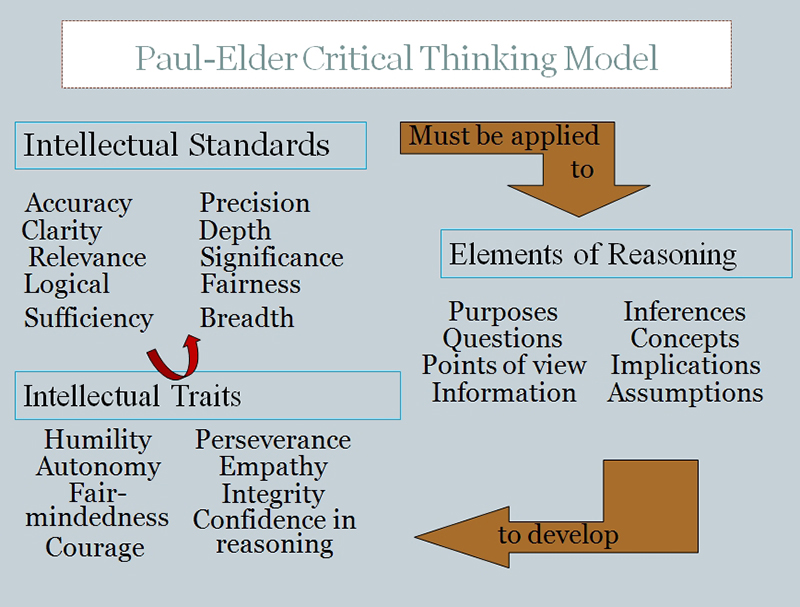 Paul-Elder Critical Thinking Model
Intellectual Standards
Accuracy
Clarity
Relevance
Logical
Sufficiency
Precision
Depth
Significance
Fairness
Breadth
Must be applied
to
Elements of Reasoning
Purposes
Questions
Points of view
Information
Inferences
Concepts
Implications
Assumptions
to develop
Intellectual Traits
Humility
Autonomy
Fair-
mindedness
Courage
Perseverance
Empathy
Integrity
Confidence in
reasoning